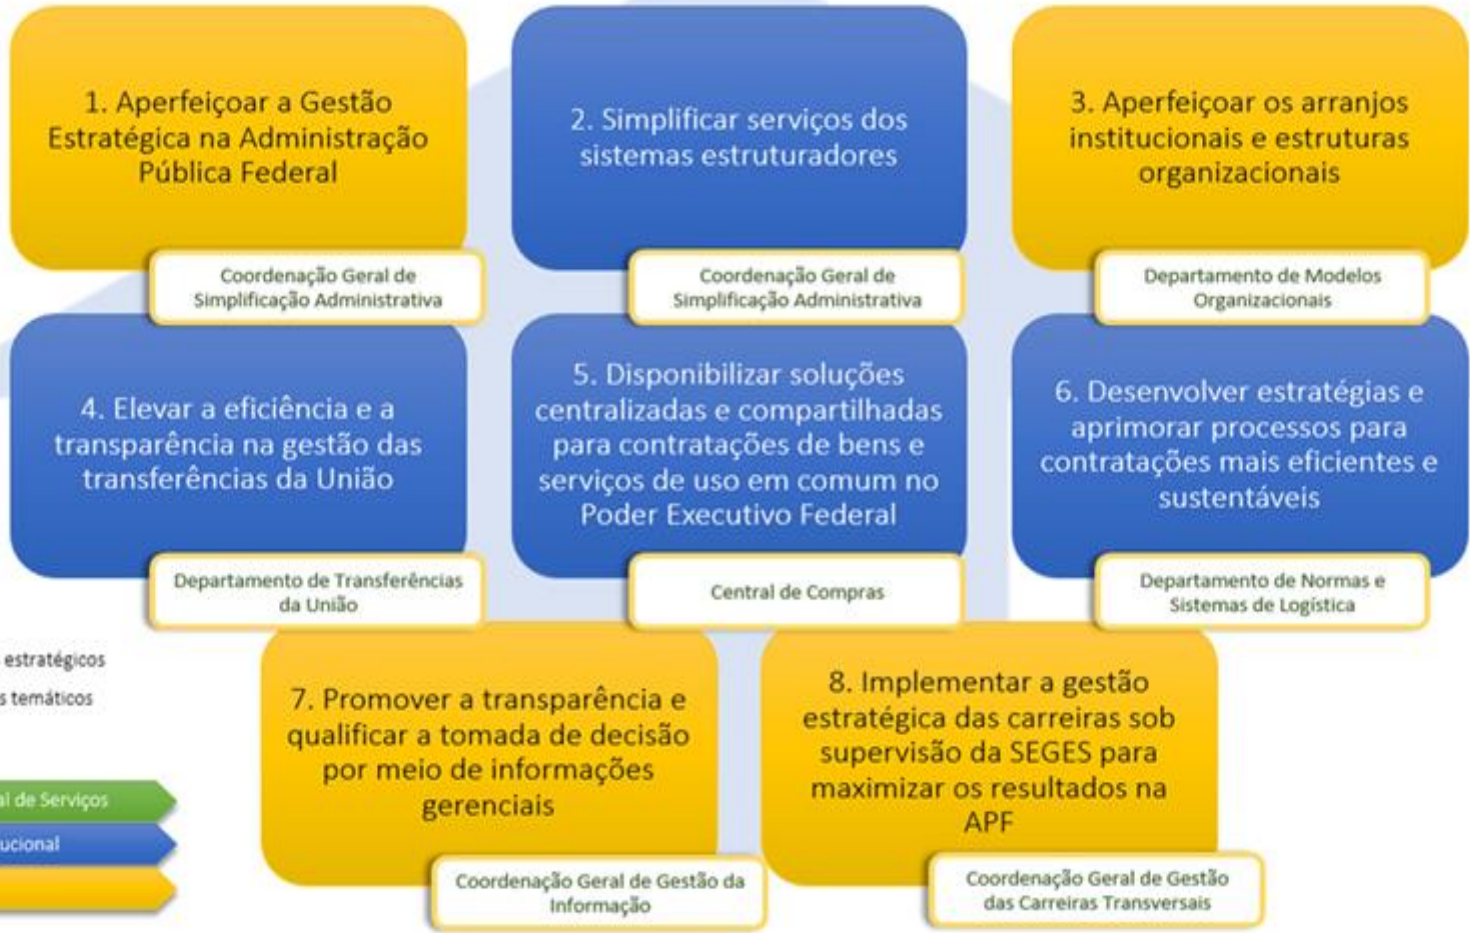 1. Aperfeiçoar a Gestão
Estratégica na Administração
Pública Federal
Coordenação Geral de
Simplificação Administrativa
2. Simplificar serviços dos
sistemas estruturadores
Coordenação Geral de
Simplificação Administrativa
3. Aperfeiçoar os arranjos
institucionais e estruturas
organizacionais
Departamento de Modelos
Organizacionais
4. Elevar a eficiência e a
transparência na gestão das
transferências da União
Departamento de Transferências
da União
5. Disponibilizar soluções
centralizadas e compartilhadas
para contratações de bens e
serviços de uso em comum no
Poder Executivo Federal
Central de Compras
6. Desenvolver estratégias e
aprimorar processos para
contratações mais eficientes e
sustentáveis
Departamento de Normas e
Sistemas de Logística
estratégicos
s temáticos
al de Serviços
ucional
7. Promover a transparência e
qualificar a tomada de decisão
por meio de informações
gerenciais
Coordenação Geral de Gestão da
Informação
8. Implementar a gestão
estratégica das carreiras sob
supervisão da SEGES para
maximizar os resultados na
APF
Coordenação Geral de Gestão
das Carreiras Transversais